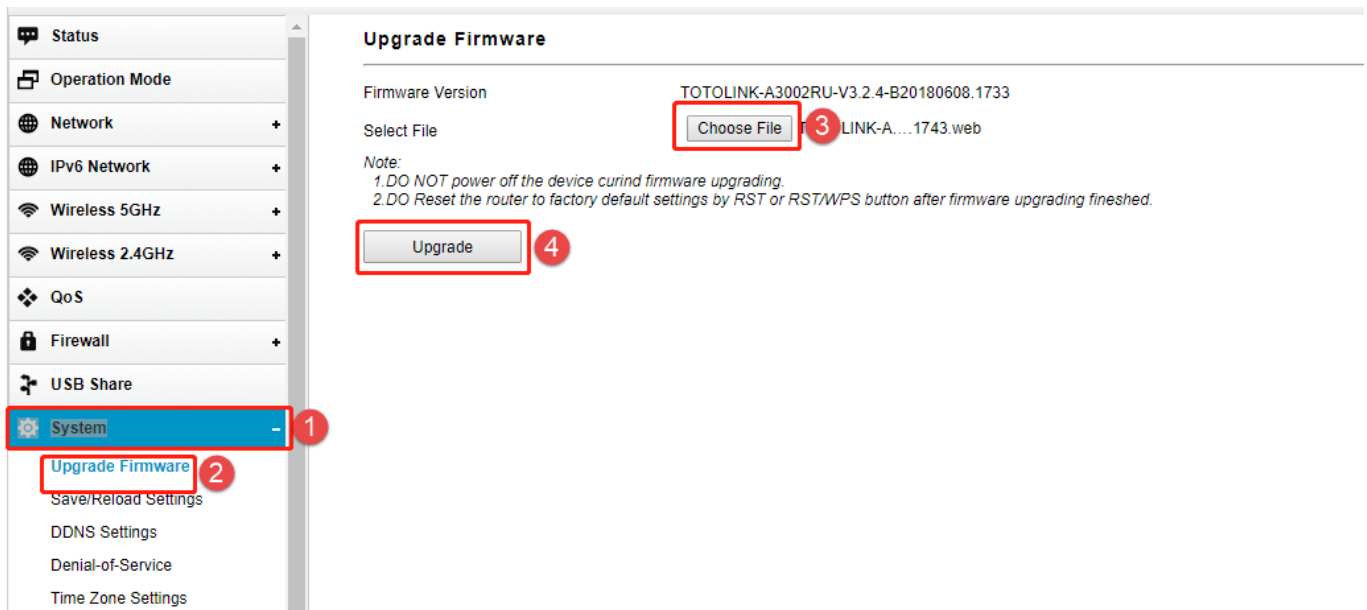 Status
Operation Mode
Network +
IPv6 Network +
Wireless 5GHz +
Wireless 2.4GHz +
QoS
Firewall +
USB Share
System - 1
Upgrade Firmware 2
Save/Reload Settings
DDNS Settings
Denial-of-Service
Time Zone Settings
Upgrade Firmware
Firmware Version TOTOLINK-A3002RU-V3.2.4-B20180608.1733
Select File Choose File 3 LINK-A....1743.web
Note:
1.DO NOT power off the device curind firmware upgrading.
2.DO Reset the router to factory default settings by RST or RST/WPS button after firmware upgrading fineshed.
Upgrade 4